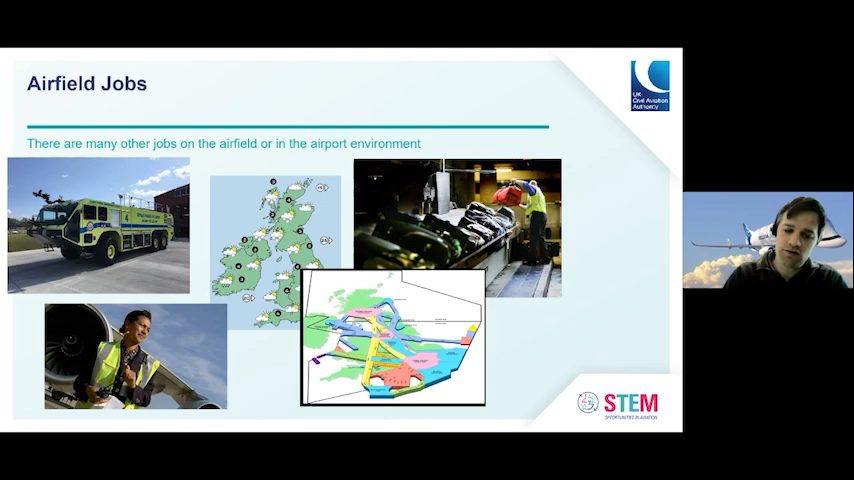 Airfield Jobs
UK
Civil Aviation
Authority
There are many other jobs on the airfield or in the airport environment
STEM
OPPORTUNITIES IN AVIATION